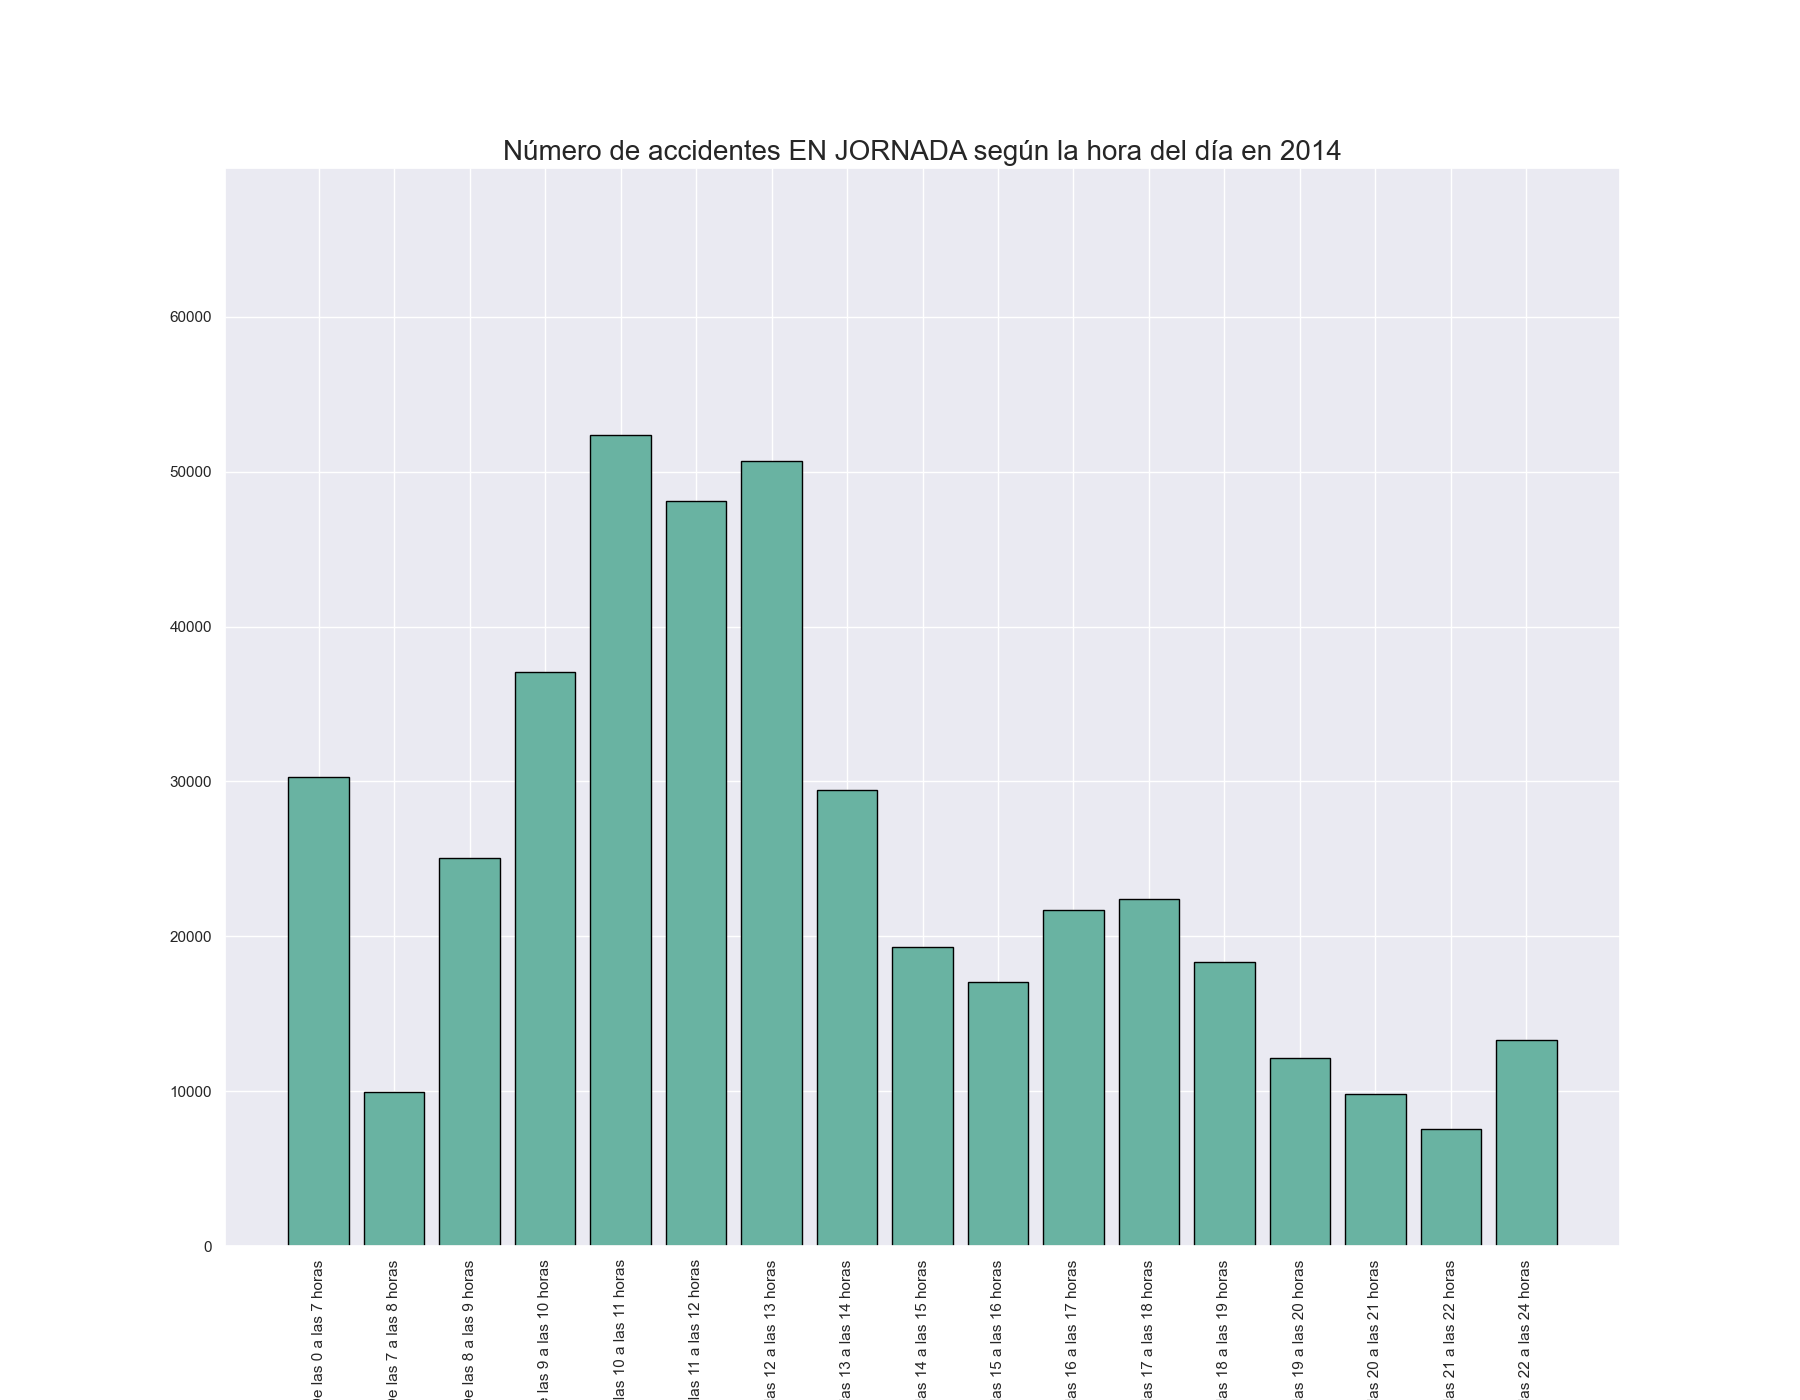 Número de accidentes EN JORNADA según la hora del día en 2014
60000
50000
40000
30000
20000
10000
0
las 0 a las 7 horas
las 7 a las 8 horas
las 8 a las 9 horas
las 9 a las 10 horas
las 10 a las 11 horas
las 11 a las 12 horas
as 12 a las 13 horas
las 13 a las 14 horas
as 14 a las 15 horas
as 15 a las 16 horas
as 16 a las 17 horas
as 17 a las 18 horas
as 18 a las 19 horas
as 19 a las 20 horas
as 20 a las 21 horas
as 21 a las 22 horas
as 22 a las 24 horas